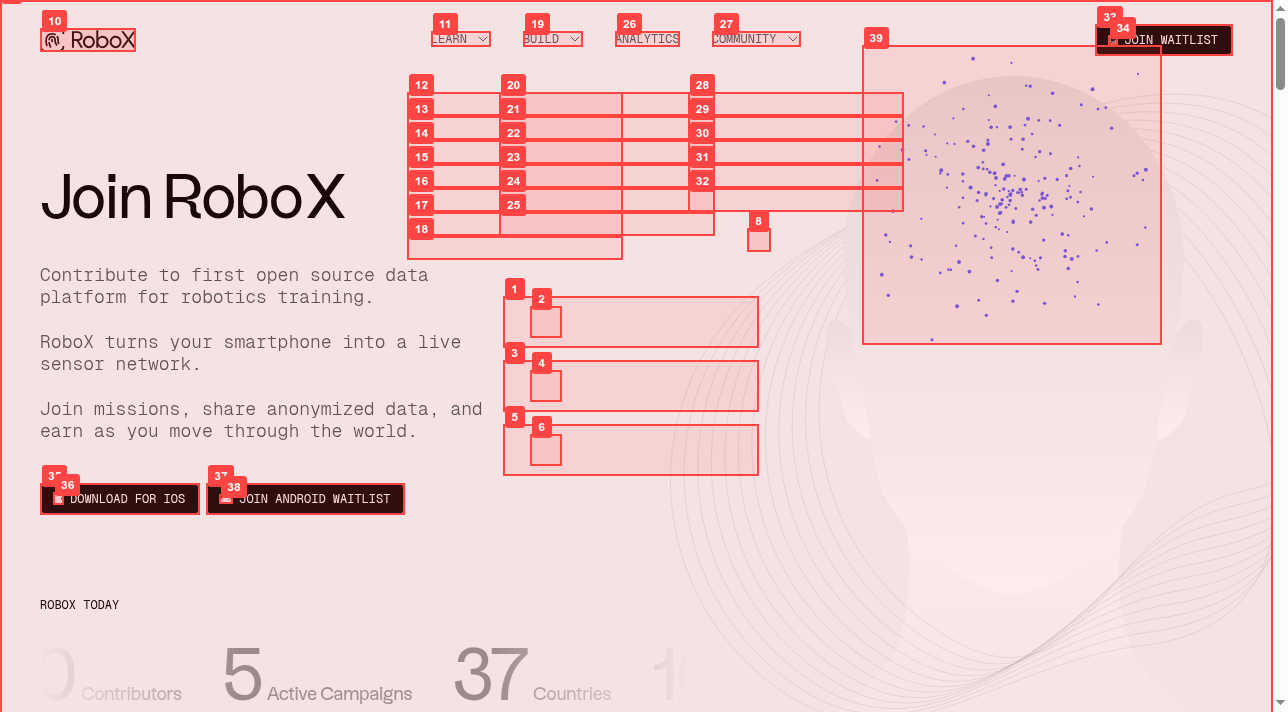 RoboX
LEARN
BUILD
ANALYTICS
COMMUNITY
JOIN WAITLIST
10
11
19
26
27
33
34
39
12
20
28
13
21
29
14
22
30
15
23
31
16
24
32
17
25
18
8
1
2
3
4
5
6
Join RoboX
Contribute to first open source data
platform for robotics training.
RoboX turns your smartphone into a live
sensor network.
Join missions, share anonymized data, and
earn as you move through the world.
35
36
37
38
DOWNLOAD FOR IOS
JOIN ANDROID WAITLIST
ROBOX TODAY
0 Contributors
5 Active Campaigns
37 Countries